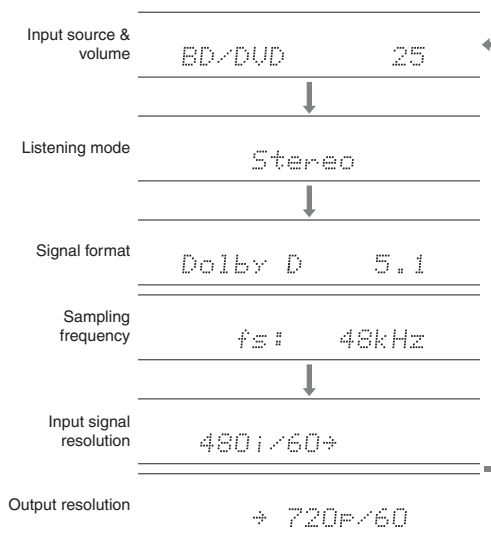 Input source &
volume
BD/DVD 25
Listening mode
Stereo
Signal format
Dolby D 5.1
Sampling
frequency
fs: 48kHz
Input signal
resolution
480i/60→
Output resolution
→ 720p/60